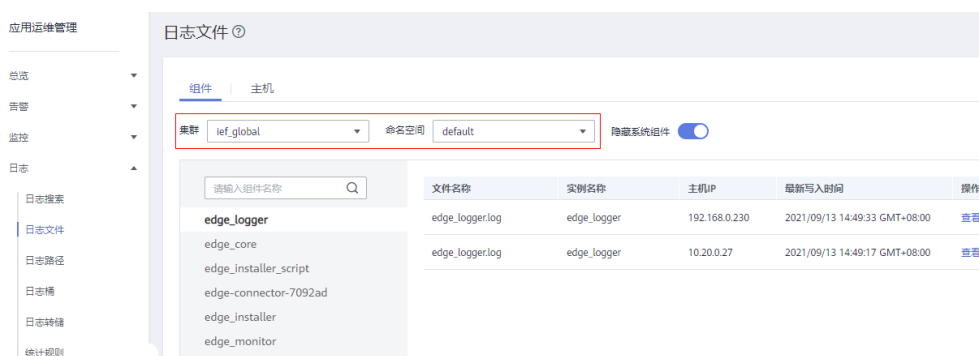 应用运维管理
日志文件
总览
告警
监控
日志
日志搜索
日志文件
日志路径
日志桶
日志转储
统计规则
组件 主机
集群 ief_global 命名空间 default 隐藏系统组件
请输入组件名称
edge_logger
edge_core
edge_installer_script
edge-connector-7092ad
edge_installer
edge_monitor
文件名称 实例名称 主机IP 最新写入时间 操作
edge_logger.log edge_logger 192.168.0.230 2021/09/13 14:49:33 GMT+08:00 查看
edge_logger.log edge_logger 10.20.0.27 2021/09/13 14:49:17 GMT+08:00 查看